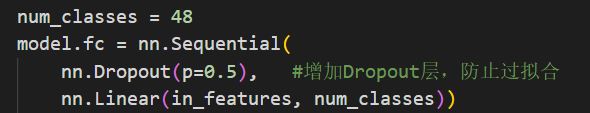 num_classes = 48
model.fc = nn.Sequential(
    nn.Dropout(p=0.5),   #增加Dropout层，防止过拟合
    nn.Linear(in_features, num_classes))